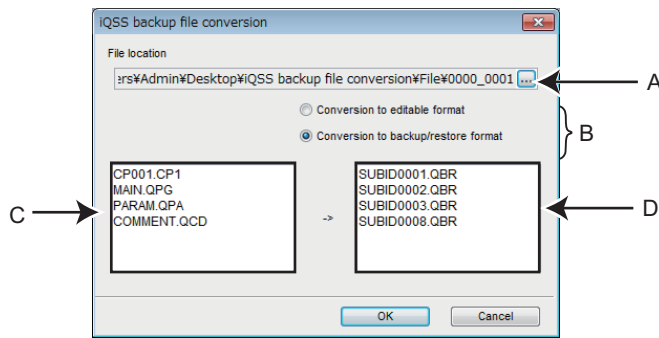 iQSS backup file conversion
File location
ers¥Admin¥Desktop¥iQSS backup file conversion¥File¥0000_0001 ...
A
Conversion to editable format
Conversion to backup/restore format
B
CP001.CP1
MAIN.QPG
PARAM.QPA
COMMENT.QCD
C
->
SUBID0001.QBR
SUBID0002.QBR
SUBID0003.QBR
SUBID0008.QBR
D
OK
Cancel